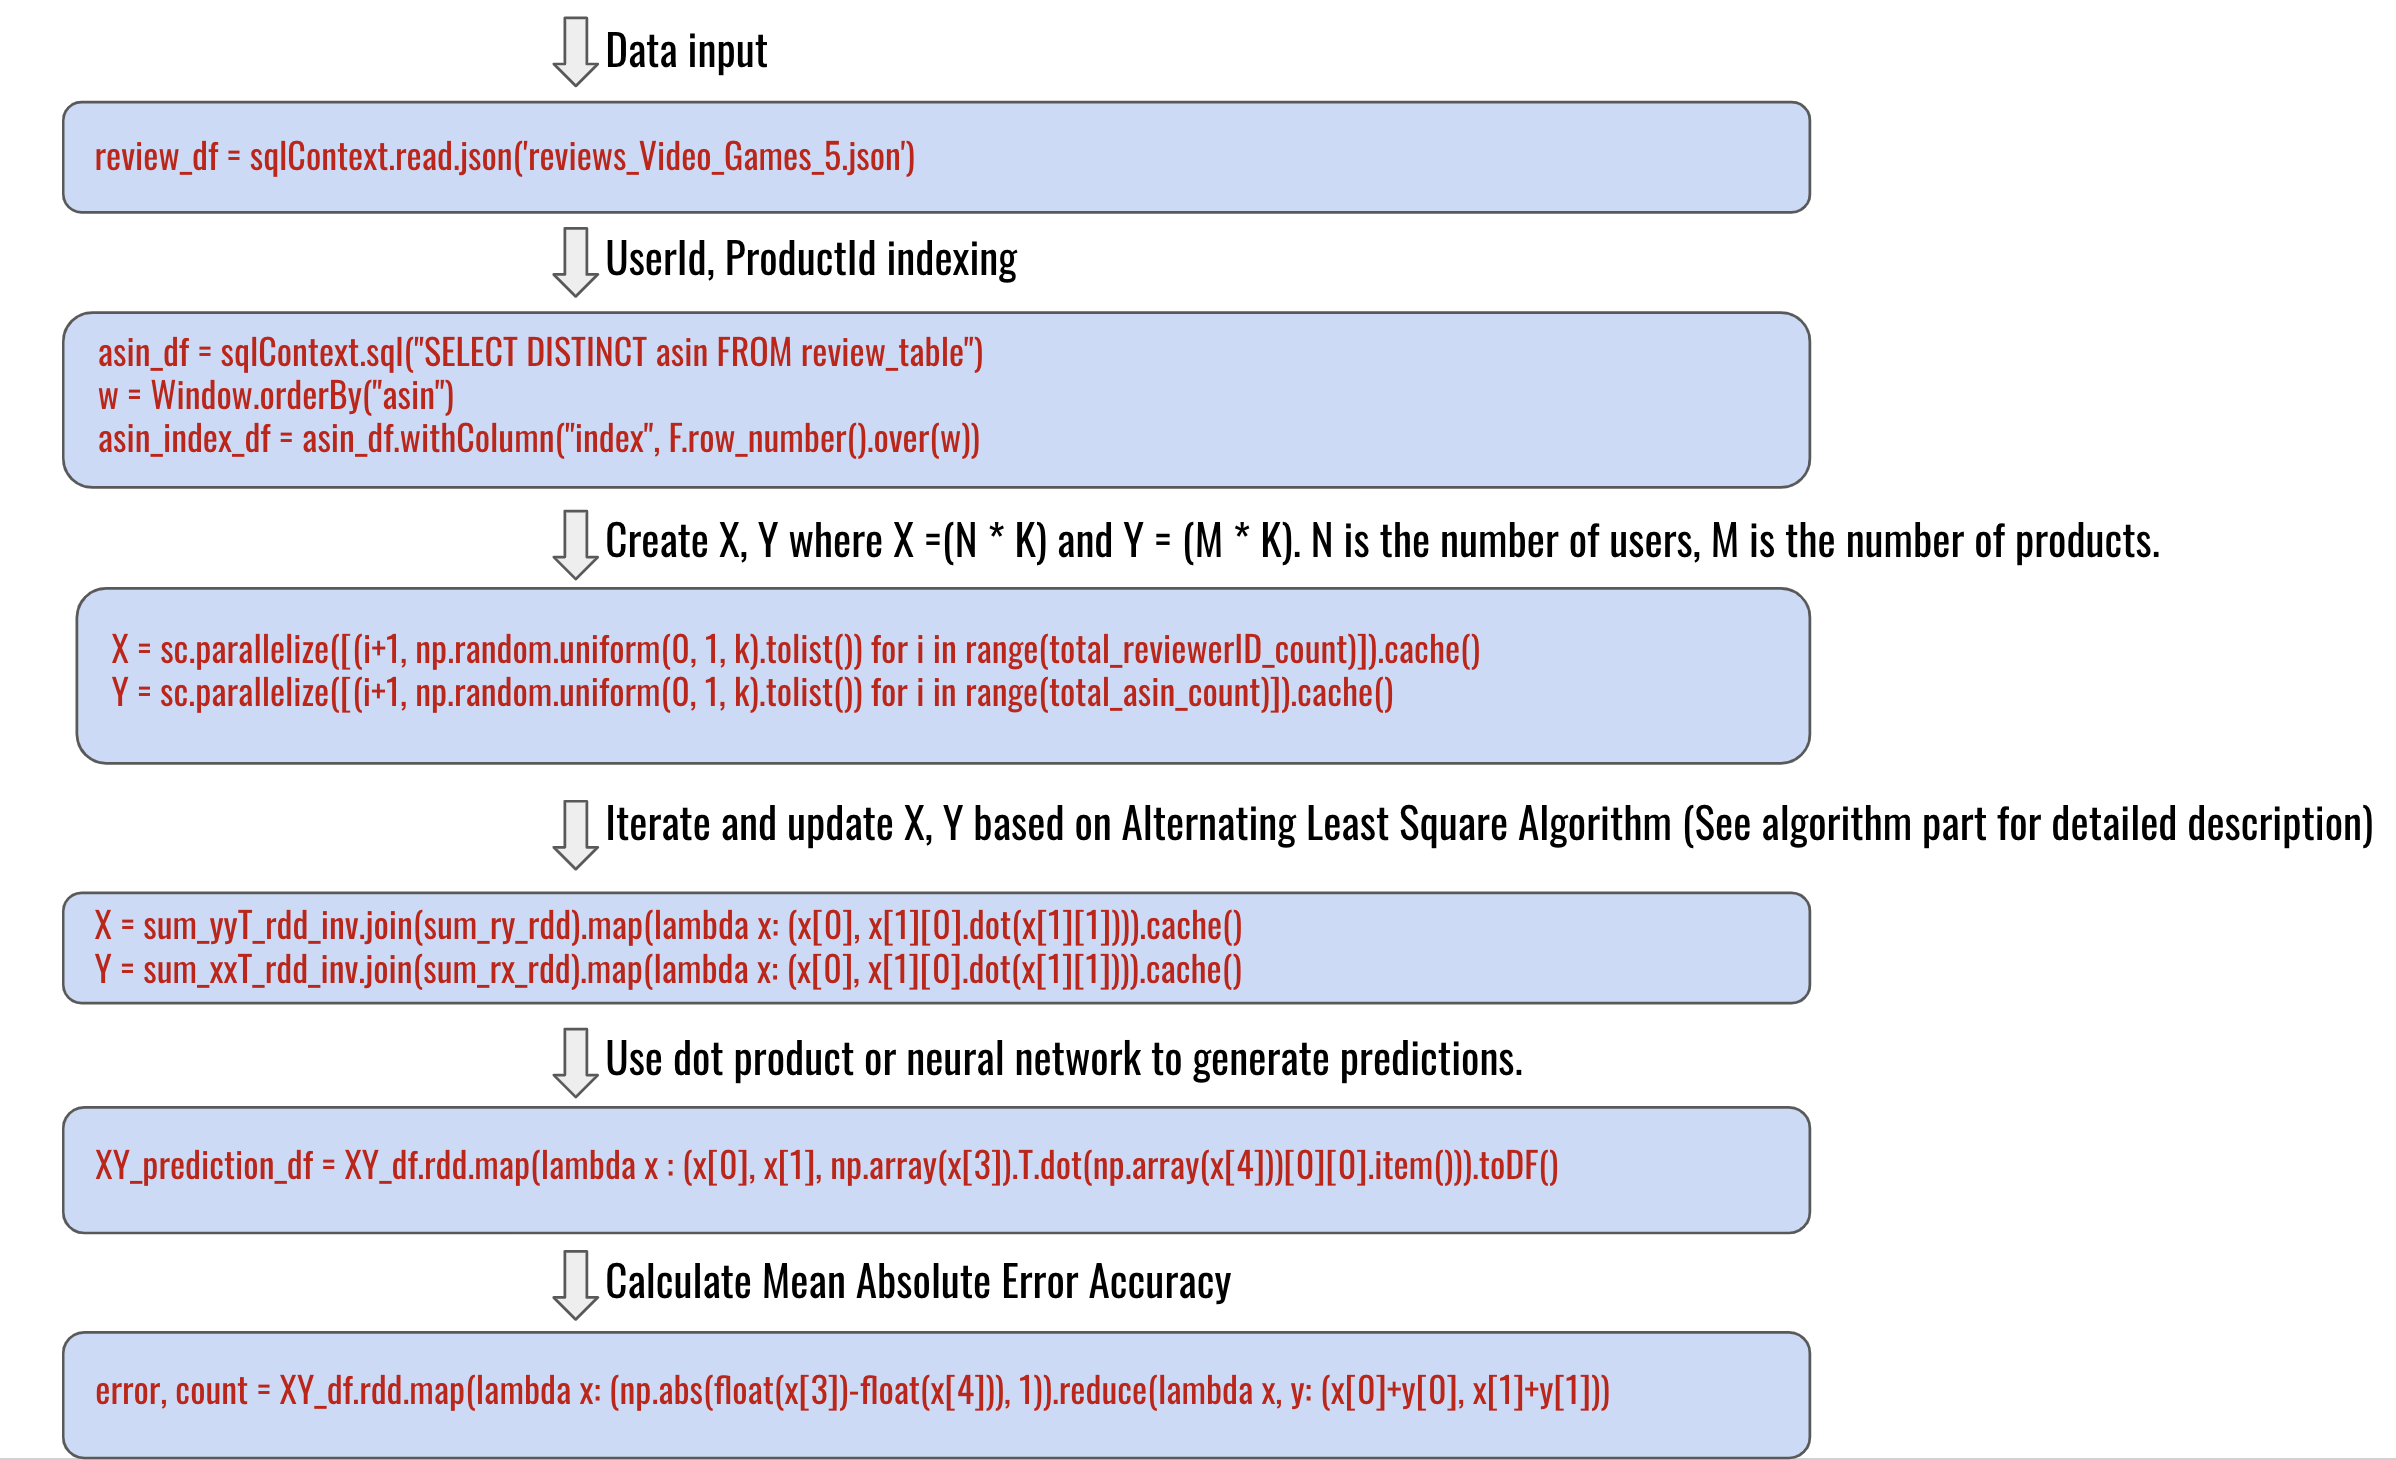 Data input
review_df = sqlContext.read.json('reviews_Video_Games_5.json')
UserId, ProductId indexing
asin_df = sqlContext.sql("SELECT DISTINCT asin FROM review_table")
w = Window.orderBy("asin")
asin_index_df = asin_df.withColumn("index", F.row_number().over(w))
Create X, Y where X =(N * K) and Y = (M * K). N is the number of users, M is the number of products.
X = sc.parallelize([(i+1, np.random.uniform(0, 1, k).tolist()) for i in range(total_reviewerID_count)]).cache()
Y = sc.parallelize([(i+1, np.random.uniform(0, 1, k).tolist()) for i in range(total_asin_count)]).cache()
Iterate and update X, Y based on Alternating Least Square Algorithm (See algorithm part for detailed description)
X = sum_yyT_rdd_inv.join(sum_ry_rdd).map(lambda x: (x[0], x[1][0].dot(x[1][1]))).cache()
Y = sum_xxT_rdd_inv.join(sum_rx_rdd).map(lambda x: (x[0], x[1][0].dot(x[1][1]))).cache()
Use dot product or neural network to generate predictions.
XY_prediction_df = XY_df.rdd.map(lambda x : (x[0], x[1], np.array(x[3]).T.dot(np.array(x[4]))[0][0].item())).toDF()
Calculate Mean Absolute Error Accuracy
error, count = XY_df.rdd.map(lambda x: (np.abs(float(x[3])-float(x[4])), 1)).reduce(lambda x, y: (x[0]+y[0], x[1]+y[1]))